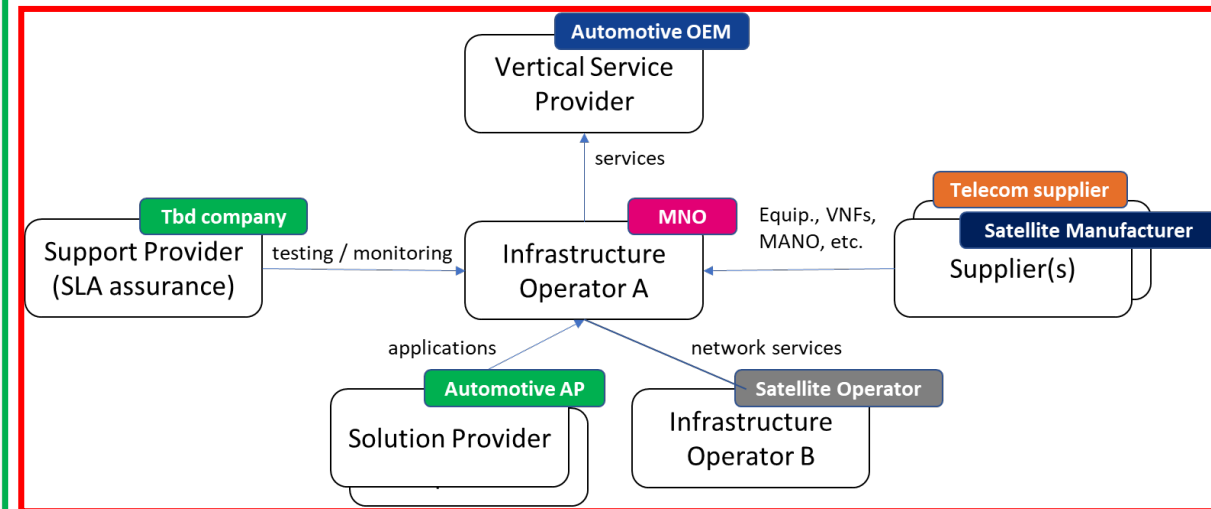 Automotive OEM
Vertical Service
Provider
services
Tbd company
Support Provider
(SLA assurance)
testing / monitoring
MNO
Infrastructure
Operator A
Equip., VNFs,
MANO, etc.
Telecom supplier
Satellite Manufacturer
Supplier(s)
applications
network services
Automotive AP
Solution Provider
Satellite Operator
Infrastructure
Operator B